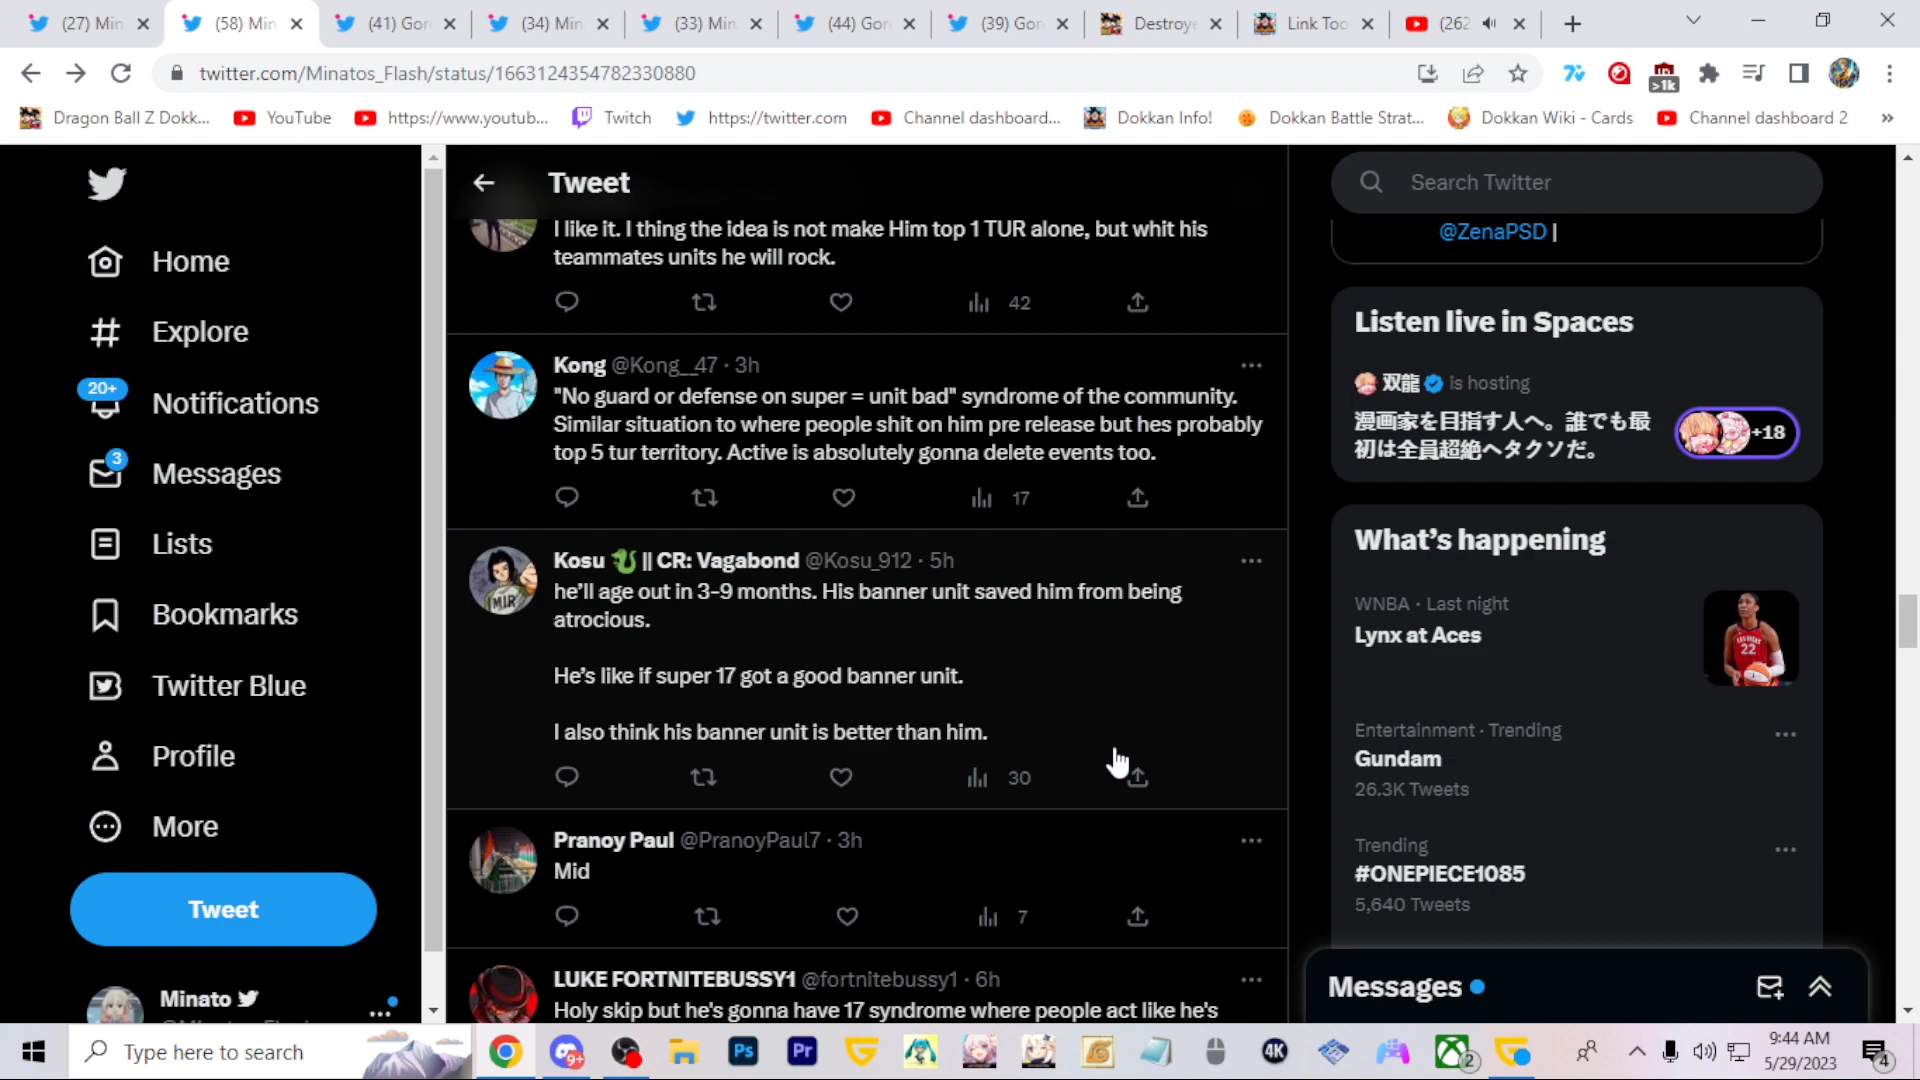 (27) Min
(58) Min
(41) Gor
(34) Min
(33) Min
(44) Gor
(39) Gor
Destroye
Link Too
(262
twitter.com/Minatos_Flash/status/1663124354782330880
>1k
Dragon Ball Z Dokk...
YouTube
https://www.youtub...
Twitch
https://twitter.com
Channel dashboard...
Dokkan Info!
Dokkan Battle Strat...
Dokkan Wiki - Cards
Channel dashboard 2
»
Home
Explore
20+
Notifications
3
Messages
Lists
Bookmarks
Twitter Blue
Profile
More
Tweet
Minato
Tweet
I like it. I thing the idea is not make Him top 1 TUR alone, but whit his
teammates units he will rock.
42
Kong @Kong__47 · 3h
"No guard or defense on super = unit bad" syndrome of the community.
Similar situation to where people shit on him pre release but hes probably
top 5 tur territory. Active is absolutely gonna delete events too.
17
Kosu 🐍 || CR: Vagabond @Kosu_912 · 5h
he'll age out in 3-9 months. His banner unit saved him from being
atrocious.
He's like if super 17 got a good banner unit.
I also think his banner unit is better than him.
30
Pranoy Paul @PranoyPaul7 · 3h
Mid
7
LUKE FORTNITEBUSSY1 @fortnitebussy1 · 6h
Holy skip but he's gonna have 17 syndrome where people act like he's
Search Twitter
@ZenaPSD |
Listen live in Spaces
双龍 is hosting
漫画家を目指す人へ。誰でも最
初は全員超絶ヘタクソだ。
+18
What's happening
WNBA · Last night
Lynx at Aces
22
Entertainment · Trending
Gundam
26.3K Tweets
Trending
#ONEPIECE1085
5,640 Tweets
Messages
Type here to search
9+
Ps
Pr
4K
2
9:44 AM
5/29/2023
4